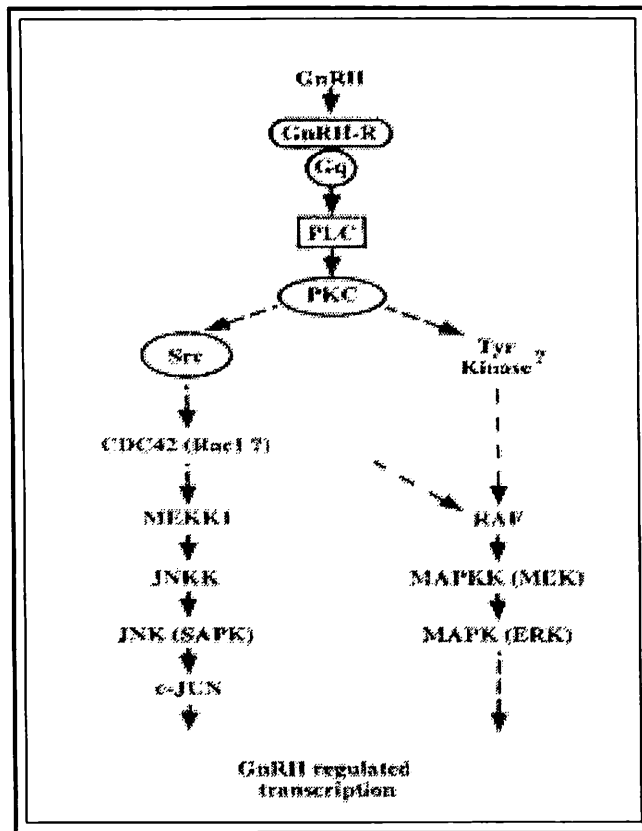 GnRH
GnRH-R
Gq
PLC
PKC
Src
Tyr
Kinase ?
CDC42 (Rac1 ?)
MEKK1
RAF
JNKK
MAPKK (MEK)
JNK (SAPK)
MAPK (ERK)
c-JUN
GnRH regulated
transcription